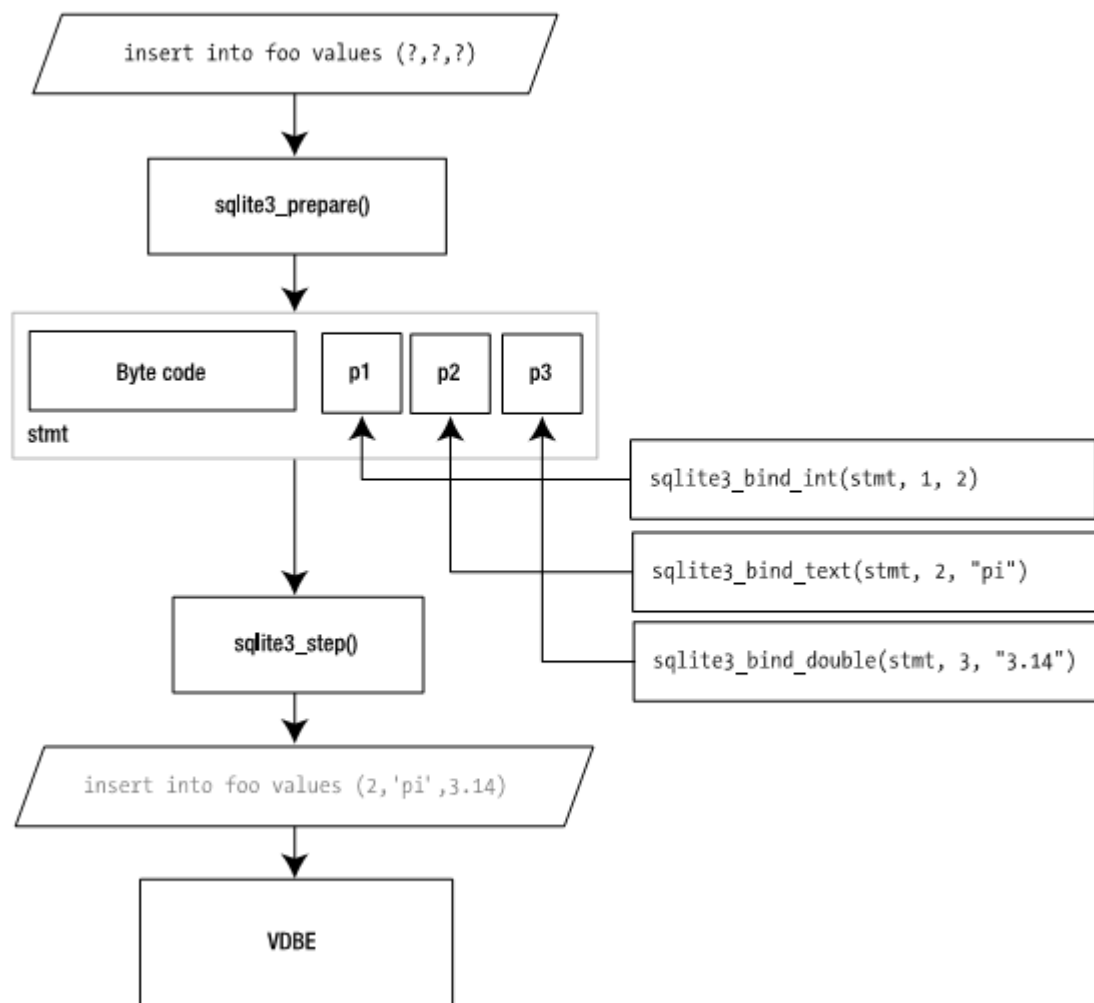 insert into foo values (?,?,?)
sqlite3_prepare()
Byte code
p1
p2
p3
stmt
sqlite3_bind_int(stmt, 1, 2)
sqlite3_bind_text(stmt, 2, "pi")
sqlite3_step()
sqlite3_bind_double(stmt, 3, "3.14")
insert into foo values (2,'pi',3.14)
VDBE